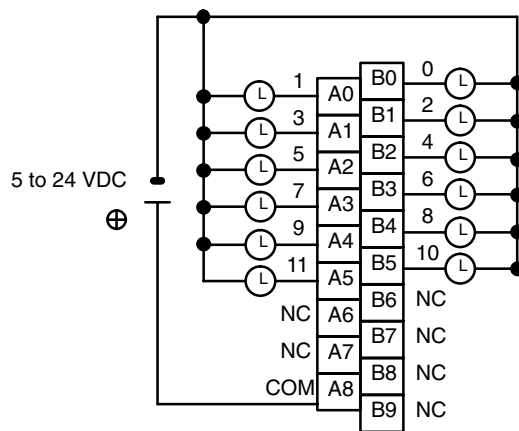 0
B0
1
L
A0
L
2
B1
3
L
A1
L
4
B2
5
L
A2
L
5 to 24 VDC
6
B3
7
L
A3
L
8
B4
9
L
A4
L
10
B5
11
L
A5
L
B6 NC
NC A6
B7 NC
NC A7
B8 NC
COM A8
B9 NC